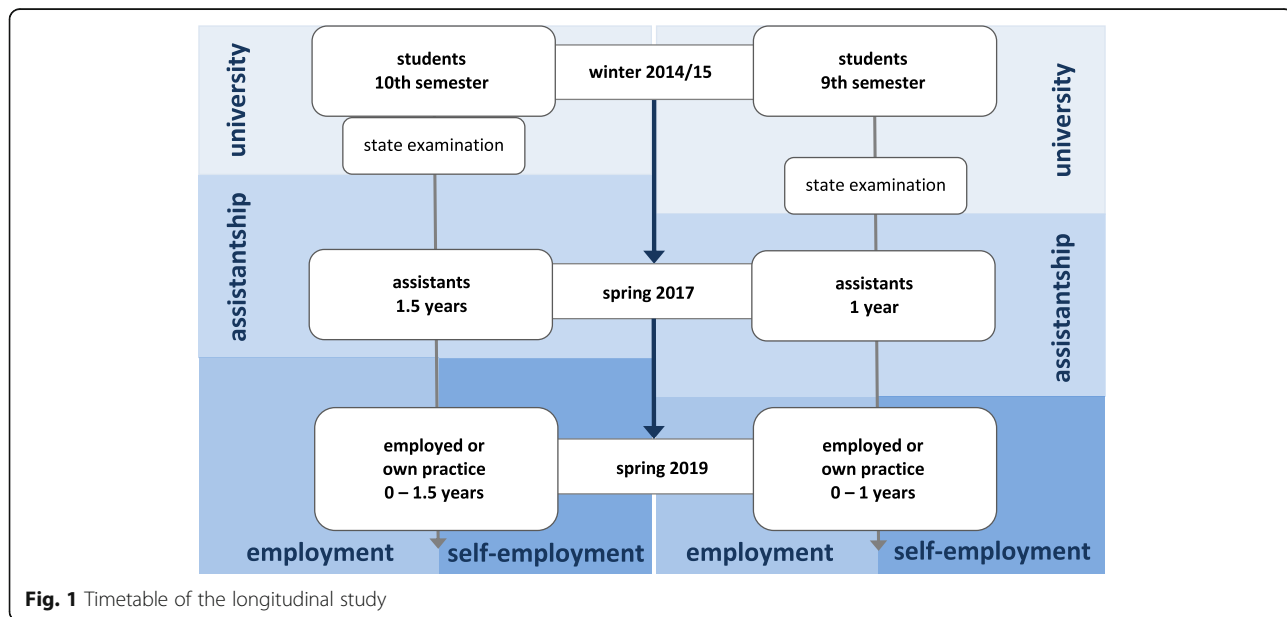 university
students
10th semester
winter 2014/15
students
9th semester
university
state examination
state examination
assistantship
assistants
1.5 years
spring 2017
assistants
1 year
assistantship
employed or
own practice
0 – 1.5 years
spring 2019
employed or
own practice
0 – 1 years
employment
self-employment
employment
self-employment
Fig. 1 Timetable of the longitudinal study